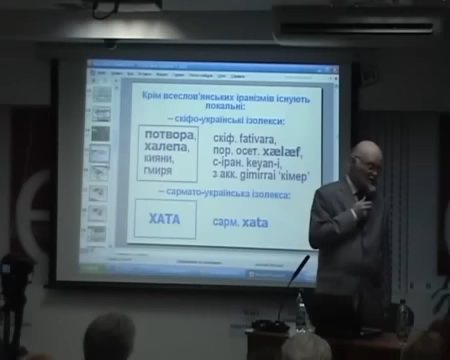 Крім всеслов'янських іранізмів існують
локальні:
– скіфо-українські ізолекси:
потвора,
халепа,
кияни,
гмиря
скіф. fativara,
пор. осет. xælæf,
с-іран. keyan-i,
з акк. gimirrai 'кімер'
– сармато-українська ізолекса:
ХАТА
сарм. xata